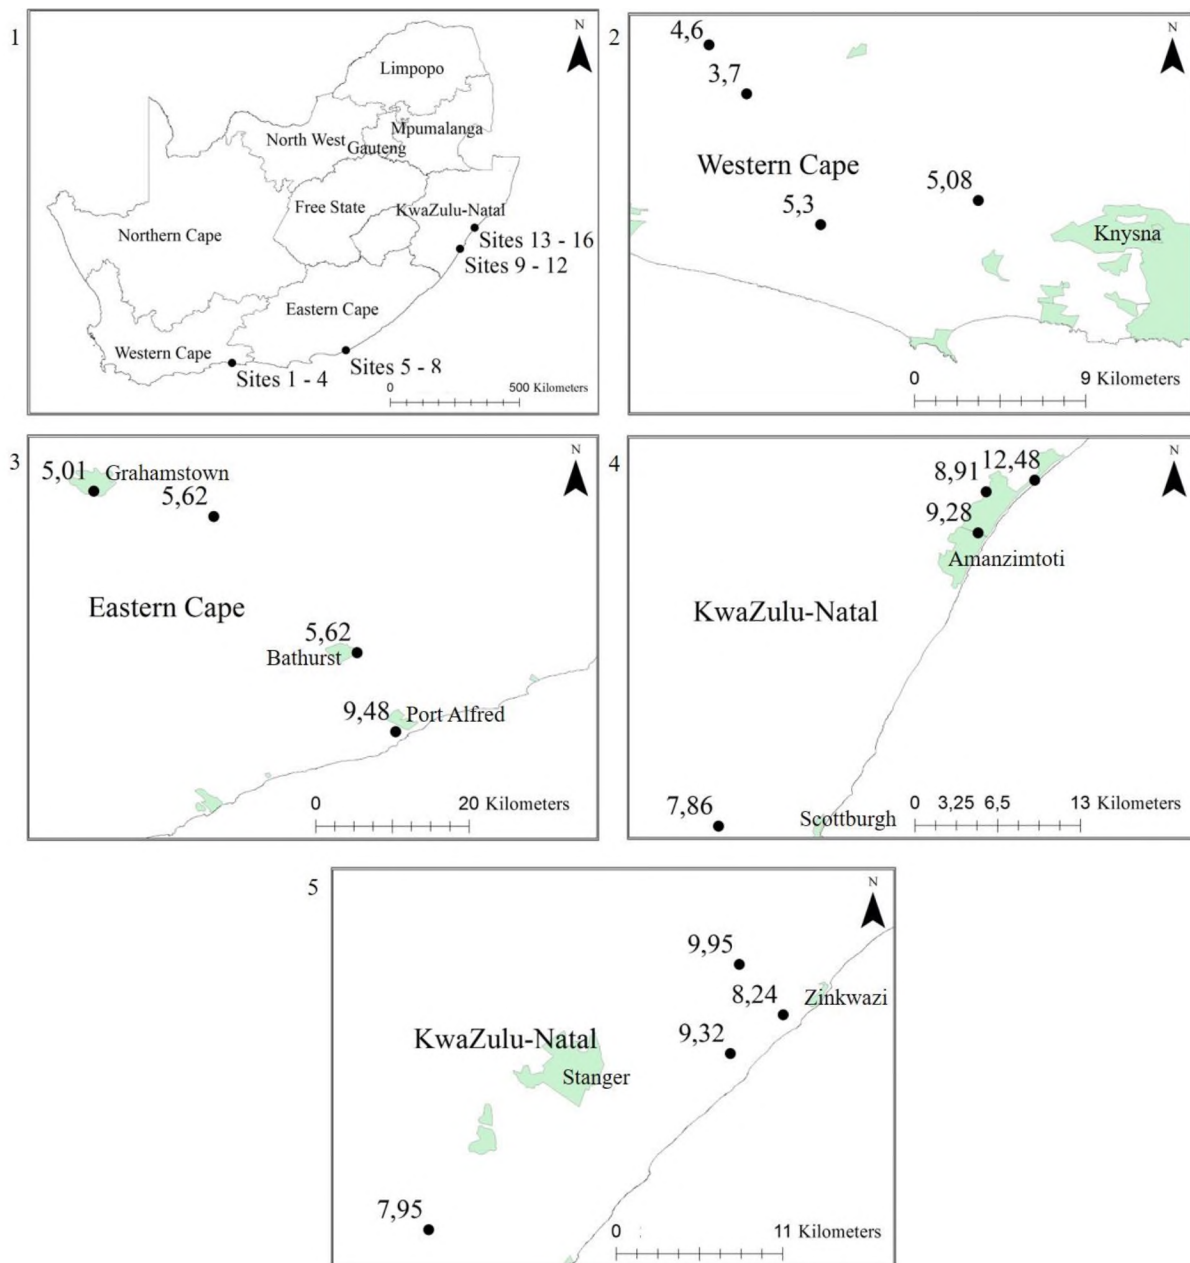 1
N
Limpopo
North West
Mpumalanga
Gauteng
Free State
KwaZulu-Natal
Northern Cape
Sites 13 - 16
Sites 9 - 12
Eastern Cape
Western Cape
Sites 5 - 8
Sites 1 - 4
0 500 Kilometers
2
N
4,6
3,7
Western Cape
5,08
5,3
Knysna
0 9 Kilometers
3
N
5,01
Grahamstown
5,62
Eastern Cape
5,62
Bathurst
9,48
Port Alfred
0 20 Kilometers
4
N
8,91
12,48
9,28
Amanzimtoti
KwaZulu-Natal
7,86
Scottburgh
0 3,25 6,5 13 Kilometers
5
N
9,95
8,24
Zinkwazi
9,32
KwaZulu-Natal
Stanger
7,95
0 11 Kilometers